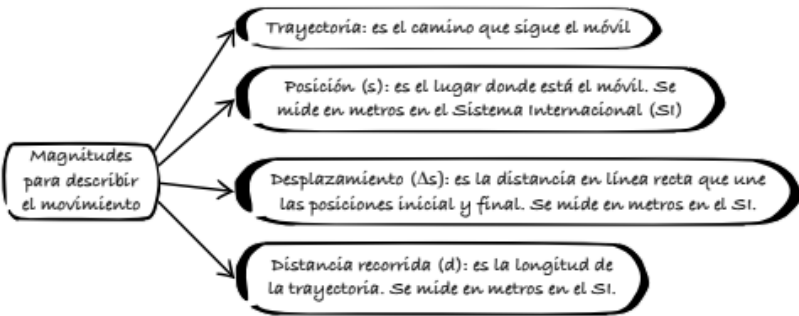 Trayectoria: es el camino que sigue el móvil
Posición (s): es el lugar donde está el móvil. Se
mide en metros en el Sistema Internacional (SI)
Magnitudes
para describir
el movimiento
Desplazamiento (Δs): es la distancia en línea recta que une
las posiciones inicial y final. Se mide en metros en el SI.
Distancia recorrida (d): es la longitud de
la trayectoria. Se mide en metros en el SI.